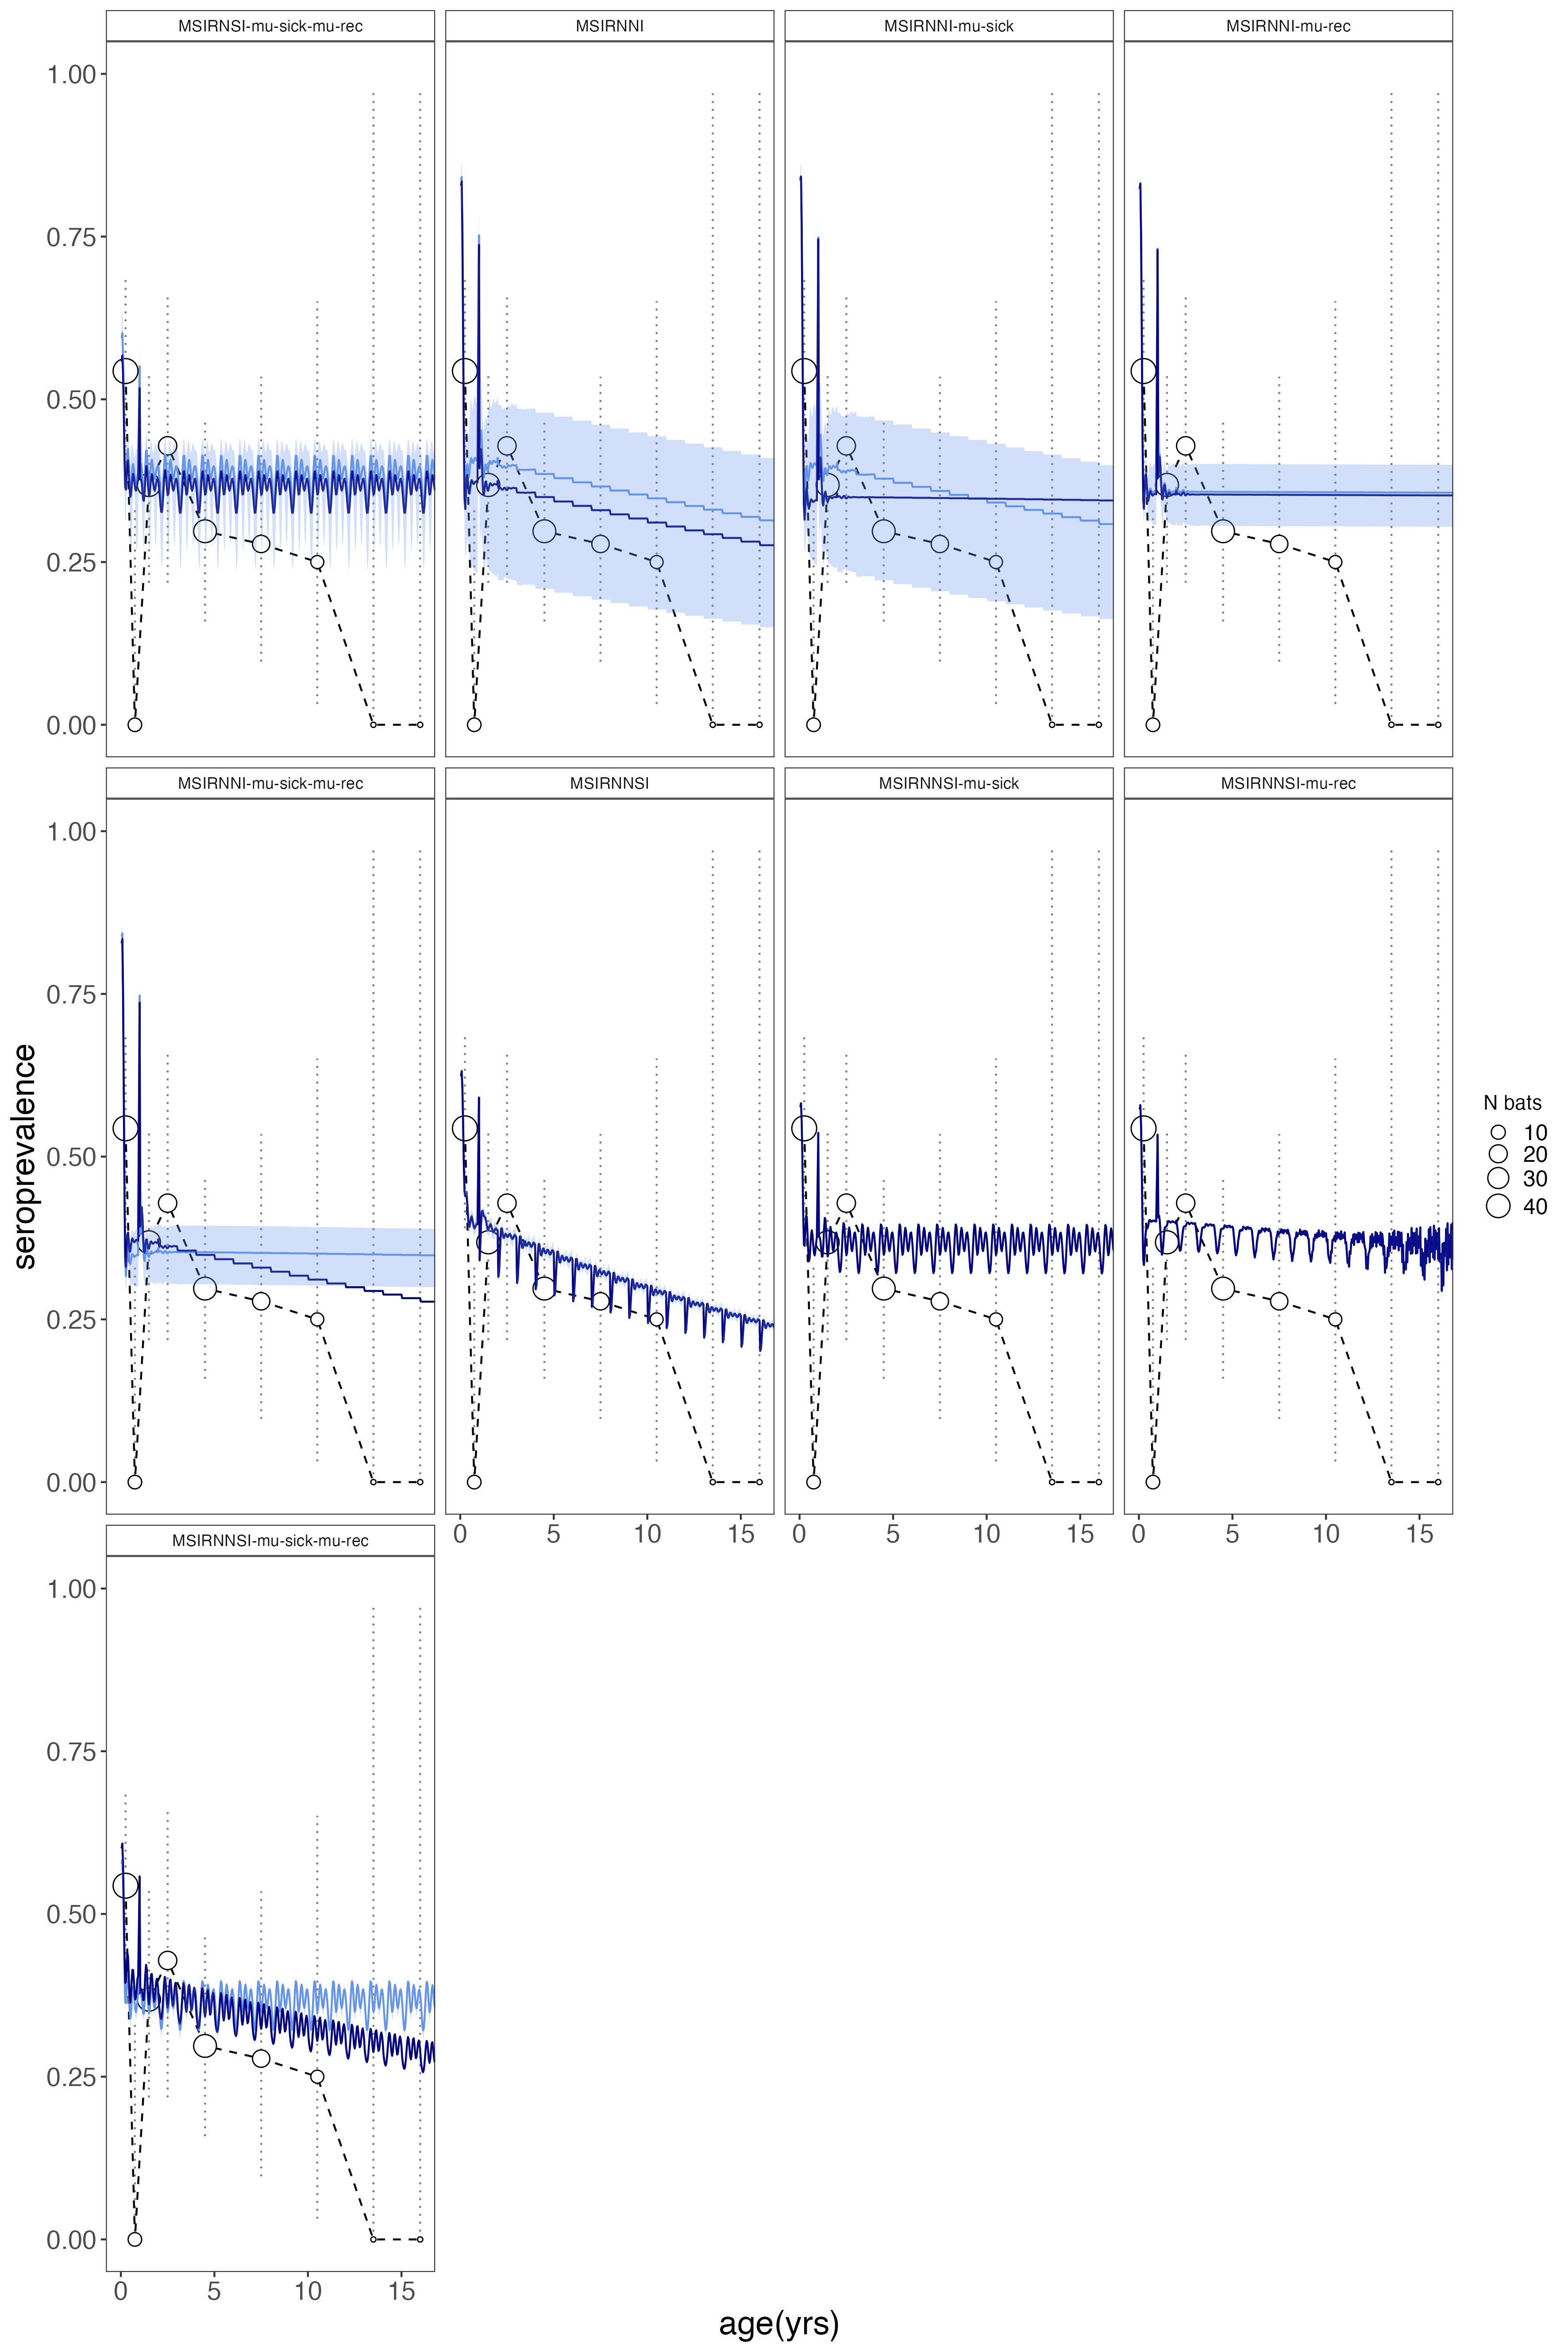 MSIRNSI-mu-sick-mu-rec
MSIRNNI
MSIRNNI-mu-sick
MSIRNNI-mu-rec
1.00
0.75
0.50
0.25
0.00
MSIRNNI-mu-sick-mu-rec
MSIRNNSI
MSIRNNSI-mu-sick
MSIRNNSI-mu-rec
1.00
0.75
0.50
0.25
0.00
0 5 10 15
0 5 10 15
0 5 10 15
seroprevalence
N bats
10
20
30
40
MSIRNNSI-mu-sick-mu-rec
1.00
0.75
0.50
0.25
0.00
0 5 10 15
age(yrs)